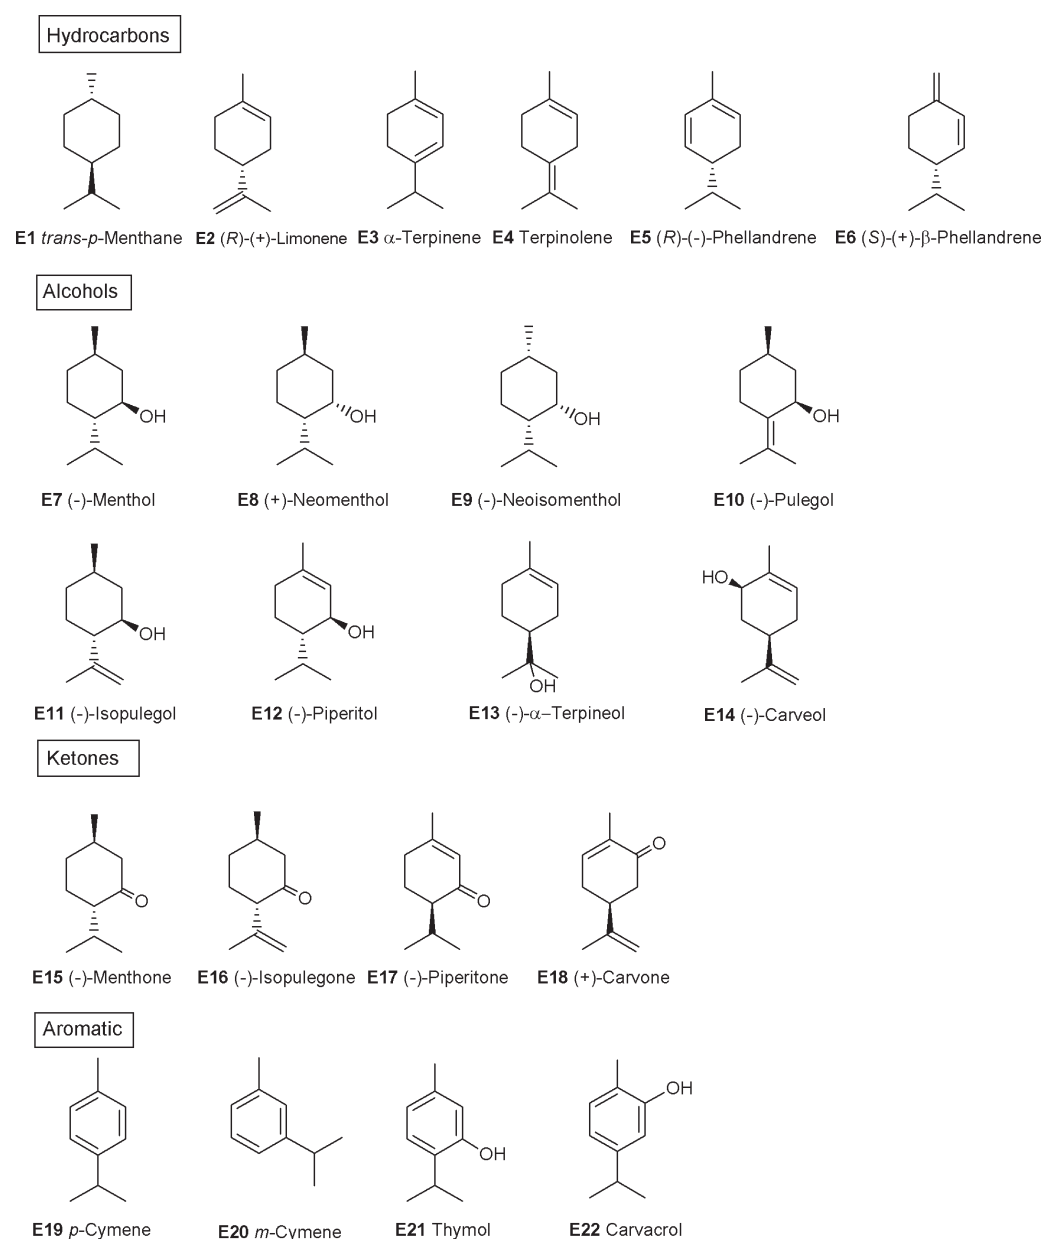 Hydrocarbons
E1 trans-p-Menthane E2 (R)-(+)-Limonene E3 α-Terpinene E4 Terpinolene E5 (R)-(-)-Phellandrene E6 (S)-(+)-β-Phellandrene
Alcohols
OH OH OH OH
E7 (-)-Menthol E8 (+)-Neomenthol E9 (-)-Neoisomenthol E10 (-)-Pulegol
HO
OH OH
OH
E11 (-)-Isopulegol E12 (-)-Piperitol E13 (-)-α–Terpineol E14 (-)-Carveol
Ketones
O O O O
E15 (-)-Menthone E16 (-)-Isopulegone E17 (-)-Piperitone E18 (+)-Carvone
Aromatic
OH
OH
E19 p-Cymene E20 m-Cymene E21 Thymol E22 Carvacrol